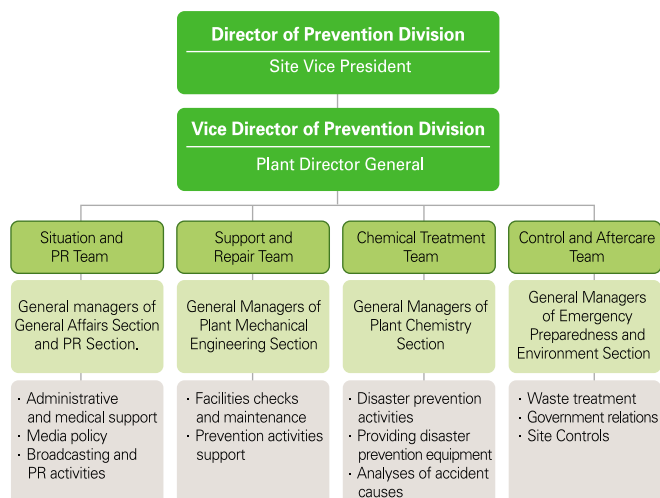 Director of Prevention Division
Site Vice President
Vice Director of Prevention Division
Plant Director General
Situation and
PR Team
General managers of
General Affairs Section
and PR Section.
· Administrative
and medical support
· Media policy
· Broadcasting and
PR activities
Support and
Repair Team
General Managers of
Plant Mechanical
Engineering Section
· Facilities checks
and maintenance
· Prevention activities
support
Chemical Treatment
Team
General Managers of
Plant Chemistry
Section
· Disaster prevention
activities
· Providing disaster
prevention equipment
· Analyses of accident
causes
Control and Aftercare
Team
General Managers
of Emergency
Preparedness and
Environment Section
· Waste treatment
· Government relations
· Site Controls